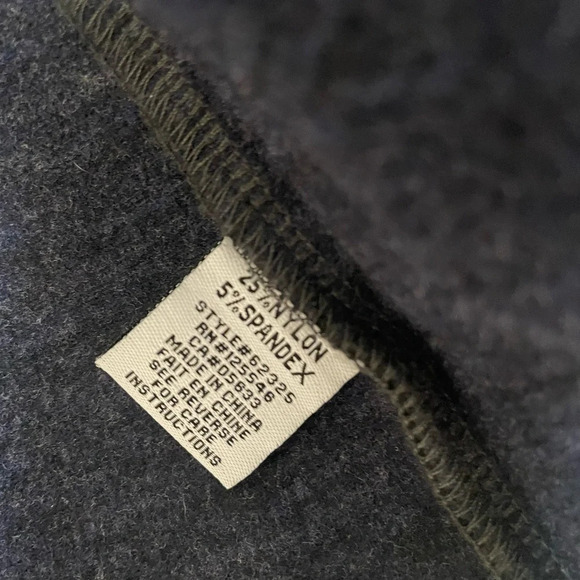 25%NYLON
5%SPANDEX
STYLE#6232S
RN#125546
CA#05633
MADE IN CHINA
FAIT EN CHINE
SEE REVERSE
FOR CARE
INSTRUCTIONS